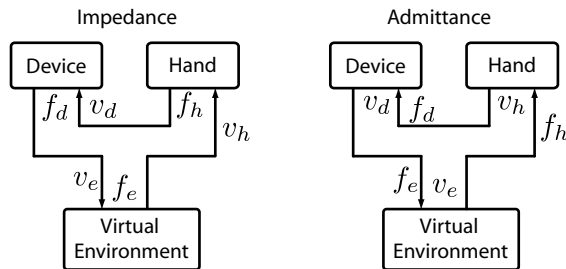 Impedance
Admittance
Device
Hand
Device
Hand
f_d
v_d
f_h
v_h
v_d
f_d
v_h
f_h
v_e
f_e
f_e
v_e
Virtual
Environment
Virtual
Environment